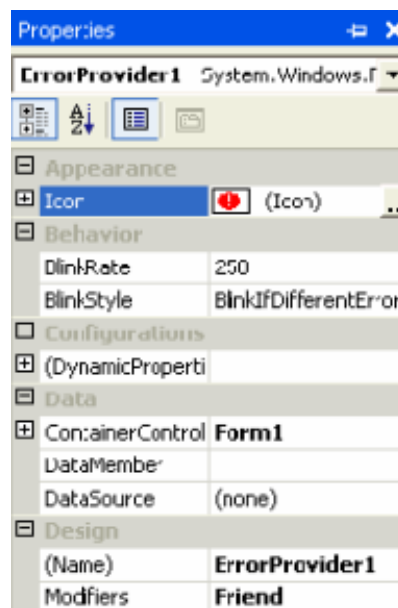 Properties
ErrorProvider1 System.Windows.F
Appearance
Icon (Icon) ...
Behavior
BlinkRate 250
BlinkStyle BlinkIfDifferentError
Configurations
(DynamicProperti
Data
ContainerControl Form1
DataMember
DataSource (none)
Design
(Name) ErrorProvider1
Modifiers Friend